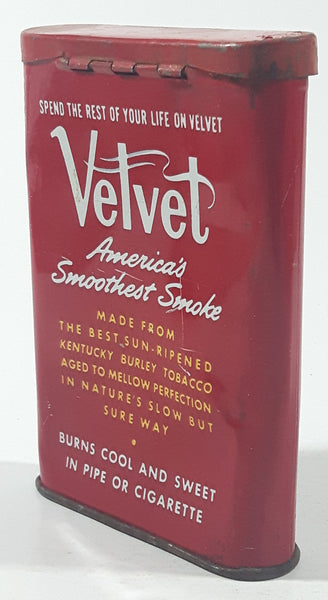 SPEND THE REST OF YOUR LIFE ON VELVET
Velvet
America's
Smoothest Smoke
MADE FROM
THE BEST SUN-RIPENED
KENTUCKY BURLEY TOBACCO
AGED TO MELLOW PERFECTION
IN NATURE'S SLOW BUT
SURE WAY
BURNS COOL AND SWEET
IN PIPE OR CIGARETTE